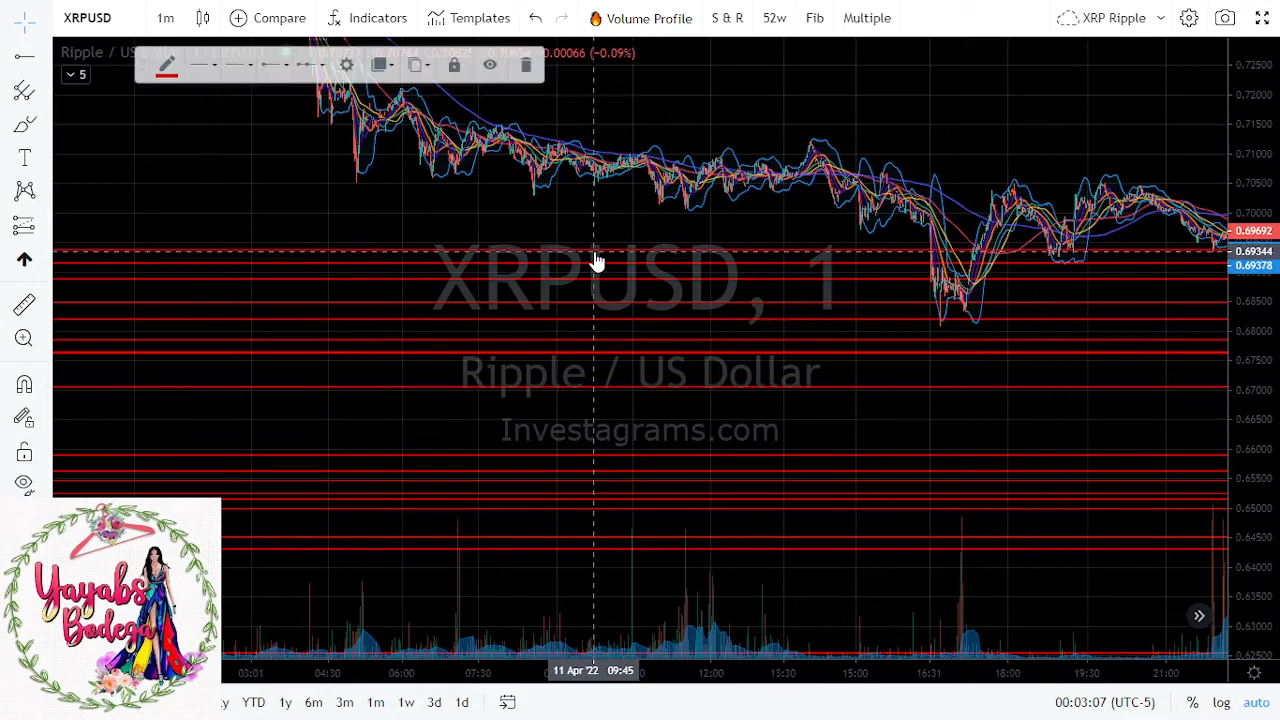 XRPUSD 1m Compare Indicators Templates Volume Profile S & R 52w Fib Multiple XRP Ripple
Ripple / US 0.00066 (−0.09%)
5
0.72500
0.72000
0.71500
0.71000
0.70500
0.70000
0.69692
0.69344
0.69378
0.68500
0.68000
0.67500
0.67000
0.66500
0.66000
0.65500
0.65000
0.64500
0.64000
0.63500
0.63000
0.62500
XRPUSD, 1
Ripple / US Dollar
Investagrams.com
Yayabs
Bodega
03:01 04:30 06:00 07:30 11 Apr '22 09:45 12:00 13:30 15:00 16:31 18:00 19:30 21:00
YTD 1y 6m 3m 1m 1w 3d 1d 00:03:07 (UTC-5) % log auto